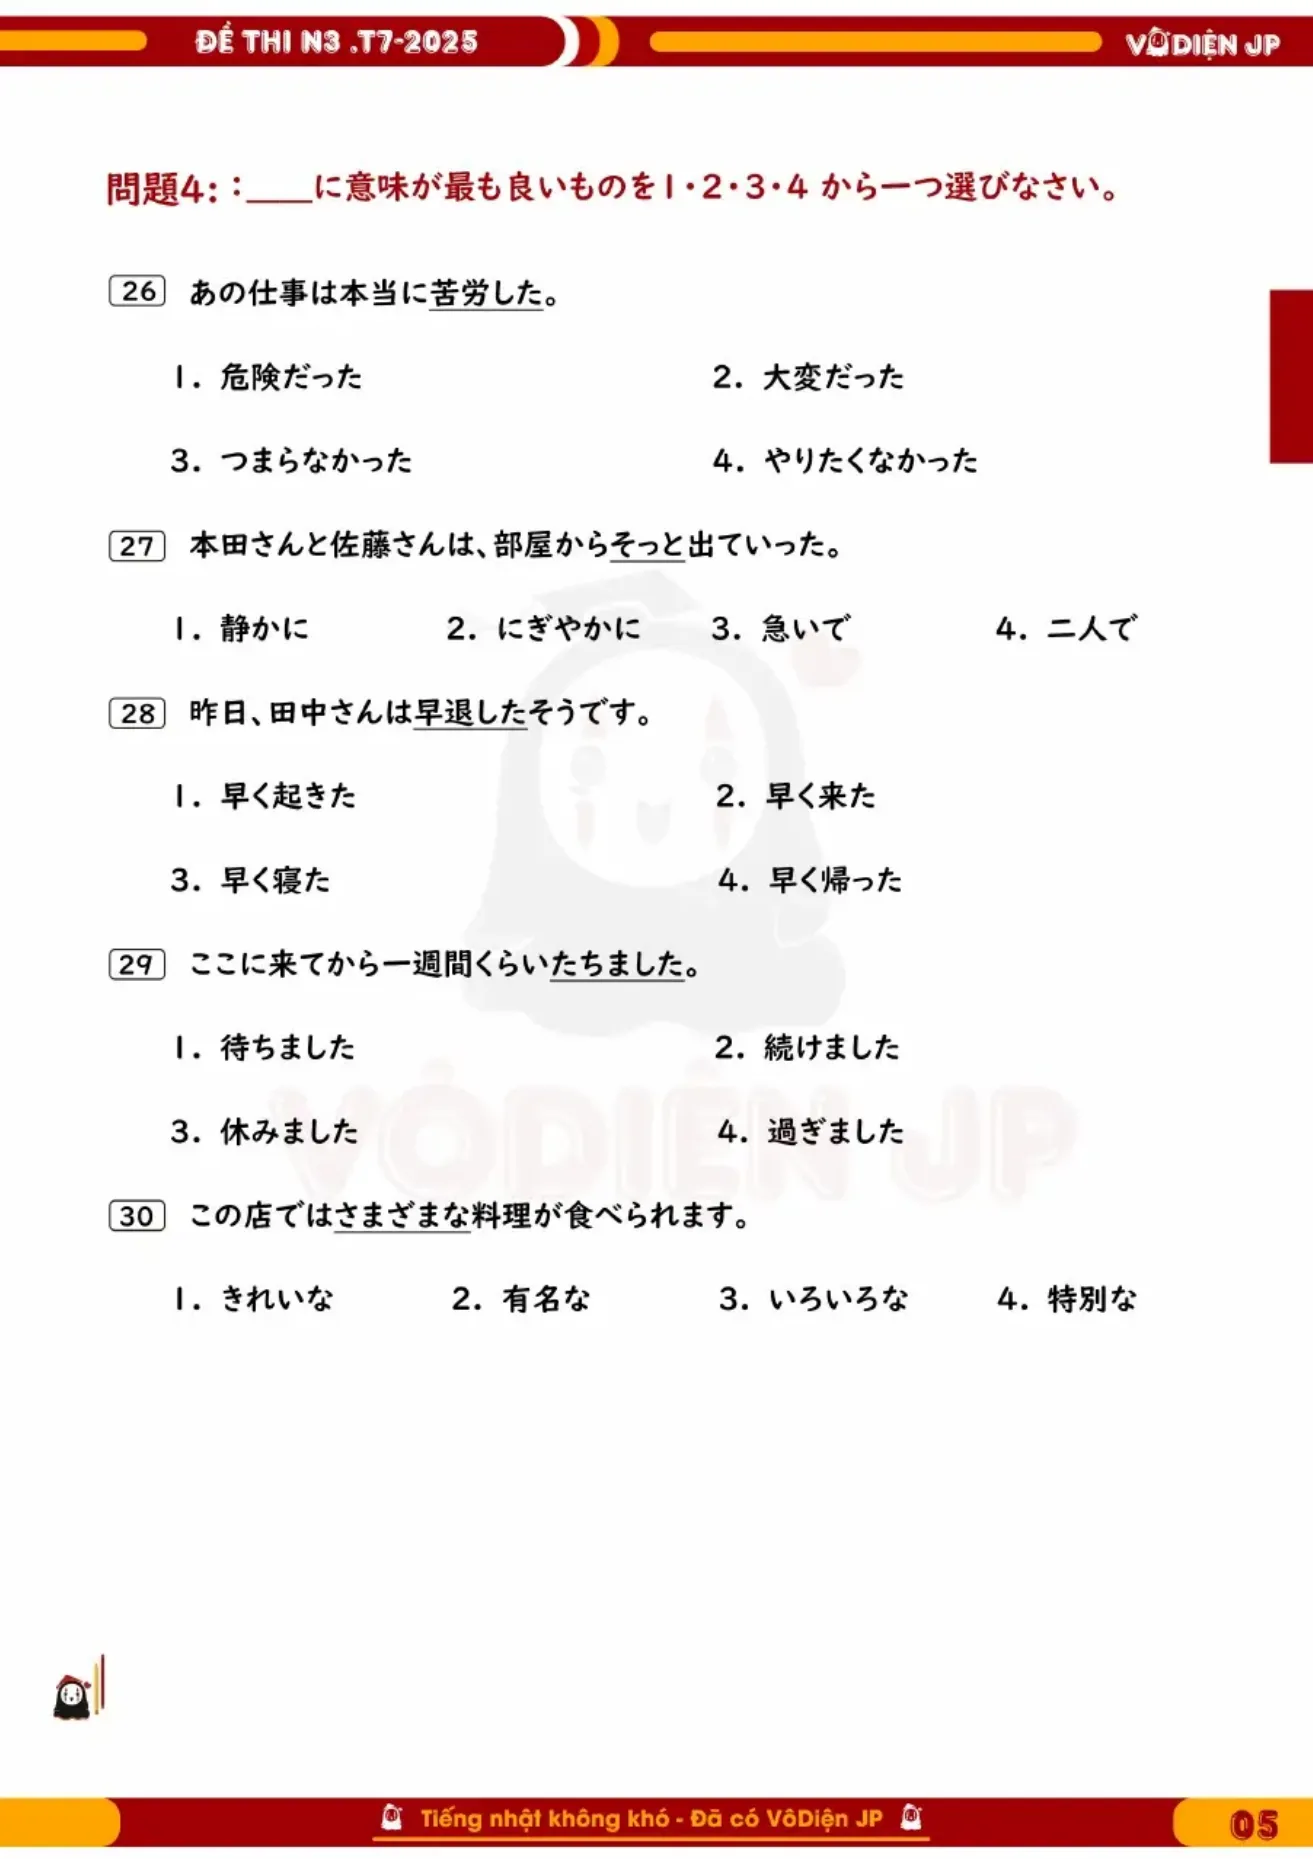 ĐỀ THI N3 .T7-2025
VÔDIỆN JP
問題4: :____に意味が最も良いものを1・2・3・4 から一つ選びなさい。
26 あの仕事は本当に苦労した。
1. 危険だった 2. 大変だった
3. つまらなかった 4. やりたくなかった
27 本田さんと佐藤さんは、部屋からそっと出ていった。
1. 静かに 2. にぎやかに 3. 急いで 4. 二人で
28 昨日、田中さんは早退したそうです。
1. 早く起きた 2. 早く来た
3. 早く寝た 4. 早く帰った
29 ここに来てから一週間くらいたちました。
1. 待ちました 2. 続けました
3. 休みました 4. 過ぎました
VÔDIỆN JP
30 この店ではさまざまな料理が食べられます。
1. きれいな 2. 有名な 3. いろいろな 4. 特別な
Tiếng nhật không khó - Đã có VôDiện JP
05